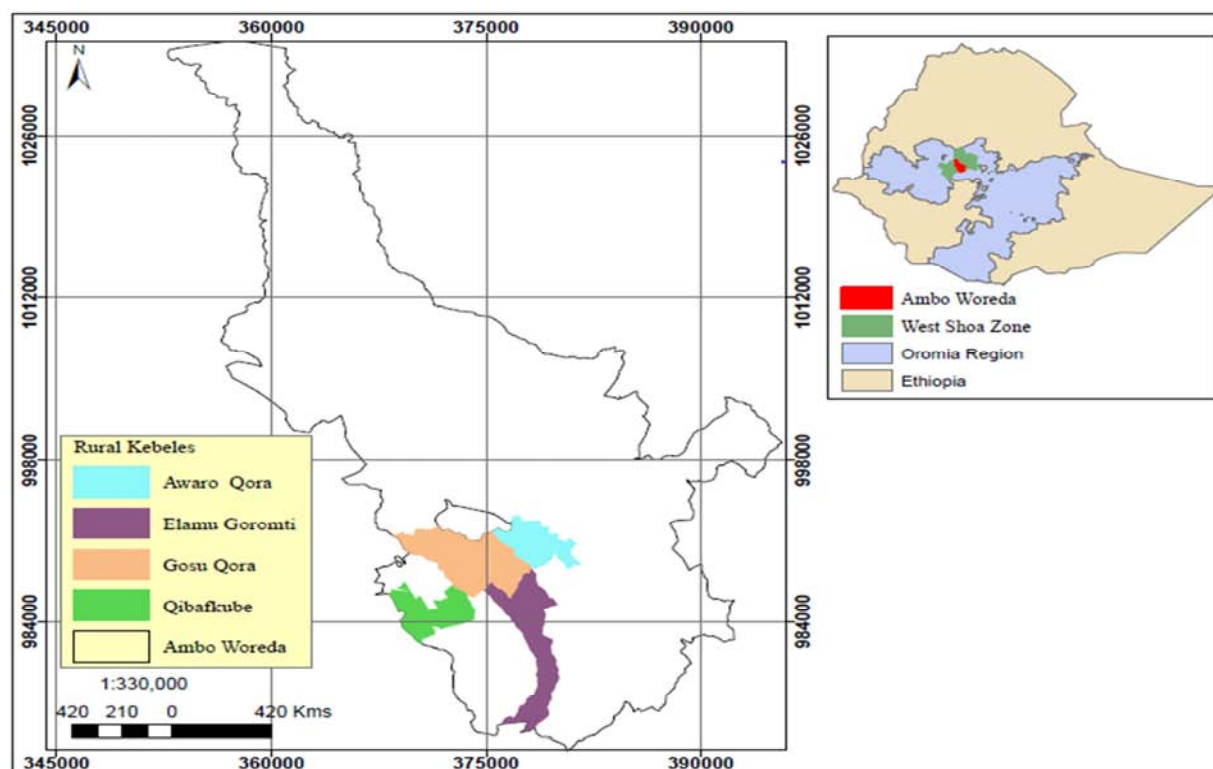 345000 360000 375000 390000
N
1026000 1026000
1012000 1012000
998000 998000
984000 984000
Rural Kebeles
Awaro Qora
Elamu Goromti
Gosu Qora
Qibafkube
Ambo Woreda
1:330,000
420 210 0 420 Kms
345000 360000 375000 390000
Ambo Woreda
West Shoa Zone
Oromia Region
Ethiopia